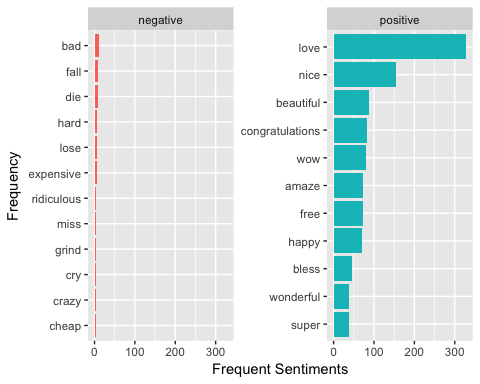 negative
positive
Frequency
bad
fall
die
hard
lose
expensive
ridiculous
miss
grind
cry
crazy
cheap
0 100 200 300
love
nice
beautiful
congratulations
wow
amaze
free
happy
bless
wonderful
super
0 100 200 300
Frequent Sentiments